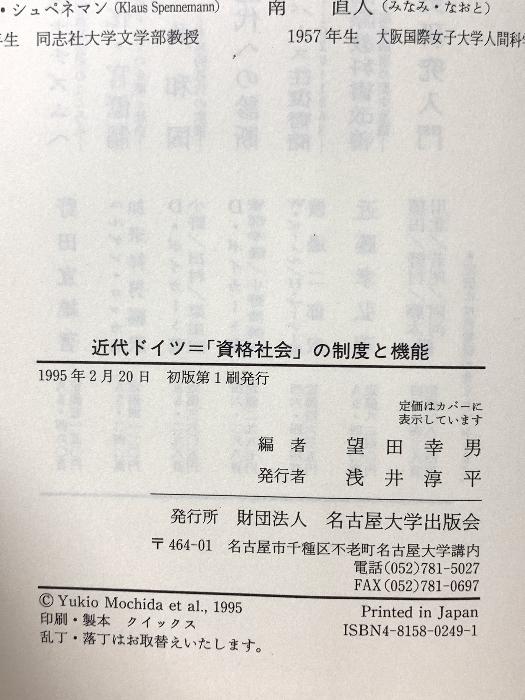 ・シュペネマン (Klaus Spennemann)
南 直人 (みなみ・なおと)
年生 同志社大学文学部教授
1957年生 大阪国際女子大学人間科学
近代ドイツ=「資格社会」の制度と機能
1995年2月20日 初版第1刷発行
定価はカバーに
表示しています
編者 望田幸男
発行者 浅井淳平
発行所 財団法人 名古屋大学出版会
〒464-01 名古屋市千種区不老町名古屋大学構内
電話(052)781-5027
FAX(052)781-0697
© Yukio Mochida et al., 1995
Printed in Japan
印刷・製本 クイックス
ISBN4-8158-0249-1
乱丁・落丁はお取替えいたします。